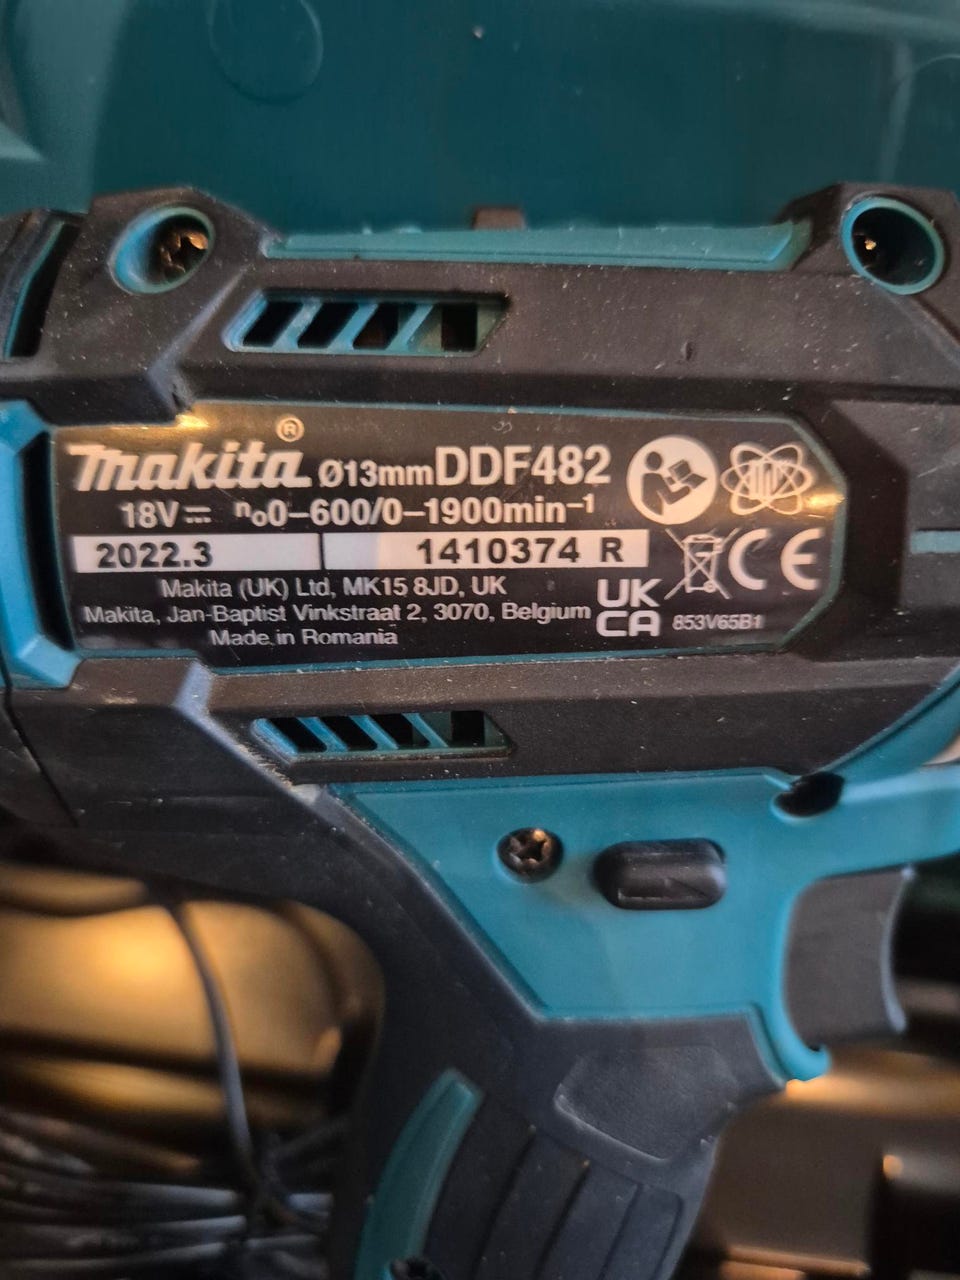 makita® Ø13mm DDF482
18V⎓ n₀0–600/0–1900min⁻¹
2022.3 1410374 R
Makita (UK) Ltd, MK15 8JD, UK
Makita, Jan-Baptist Vinkstraat 2, 3070, Belgium
Made in Romania
UK
CA
CE
853V65B1